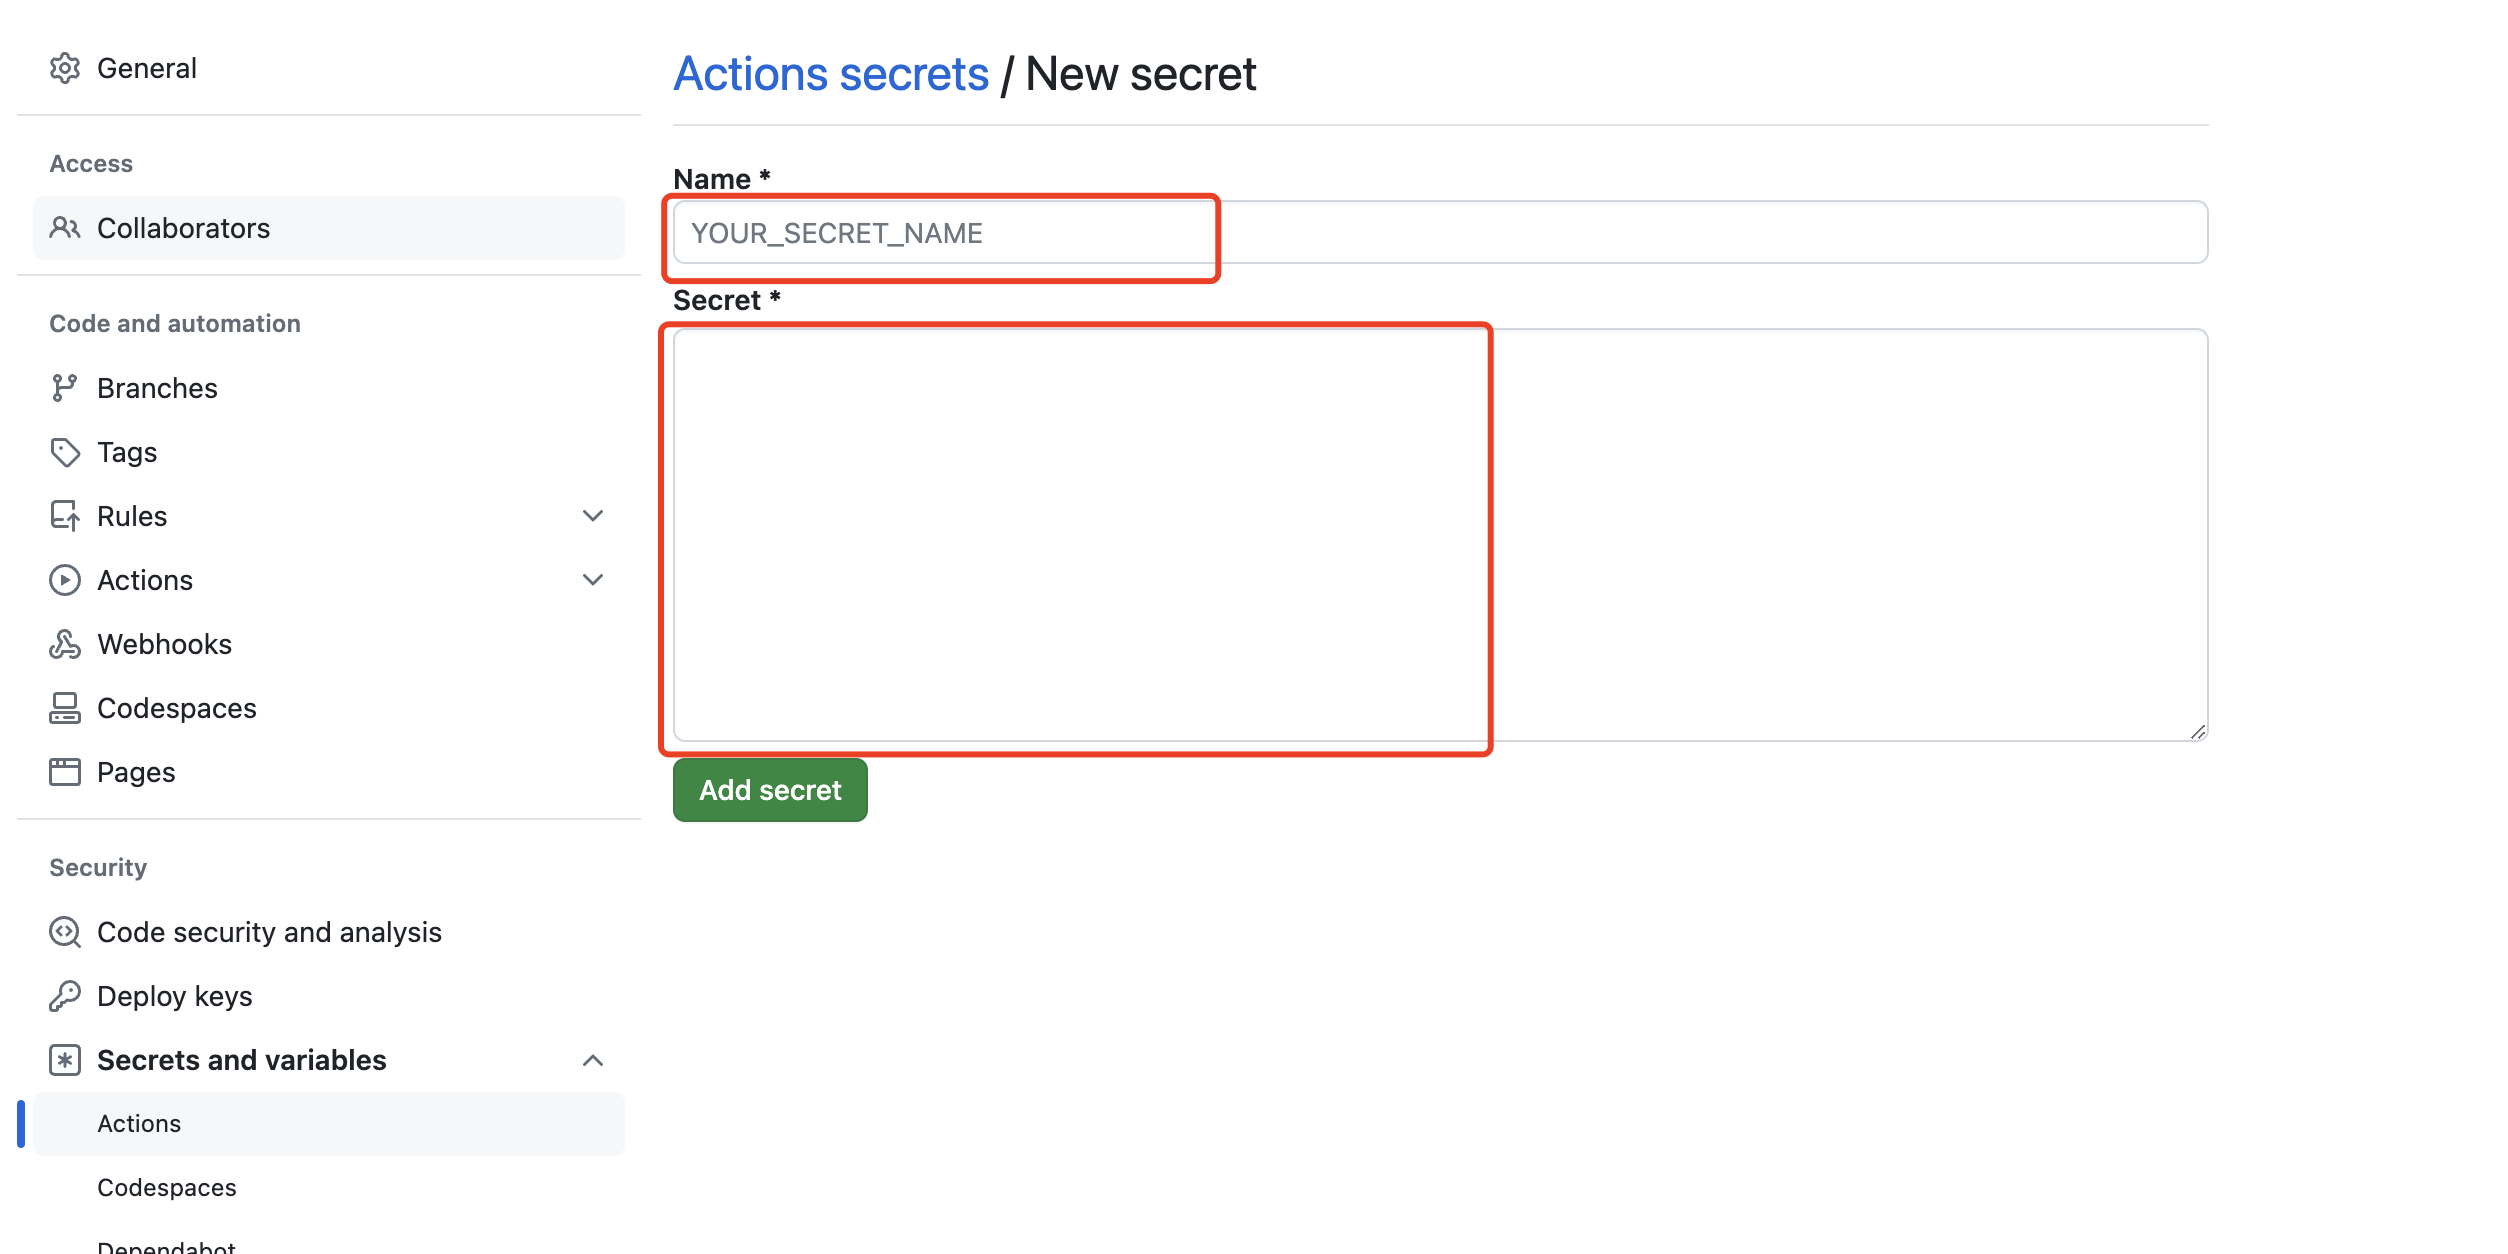 General
Access
Collaborators
Code and automation
Branches
Tags
Rules
Actions
Webhooks
Codespaces
Pages
Security
Code security and analysis
Deploy keys
Secrets and variables
Actions
Codespaces
Dependabot
Actions secrets / New secret
Name *
YOUR_SECRET_NAME
Secret *
Add secret